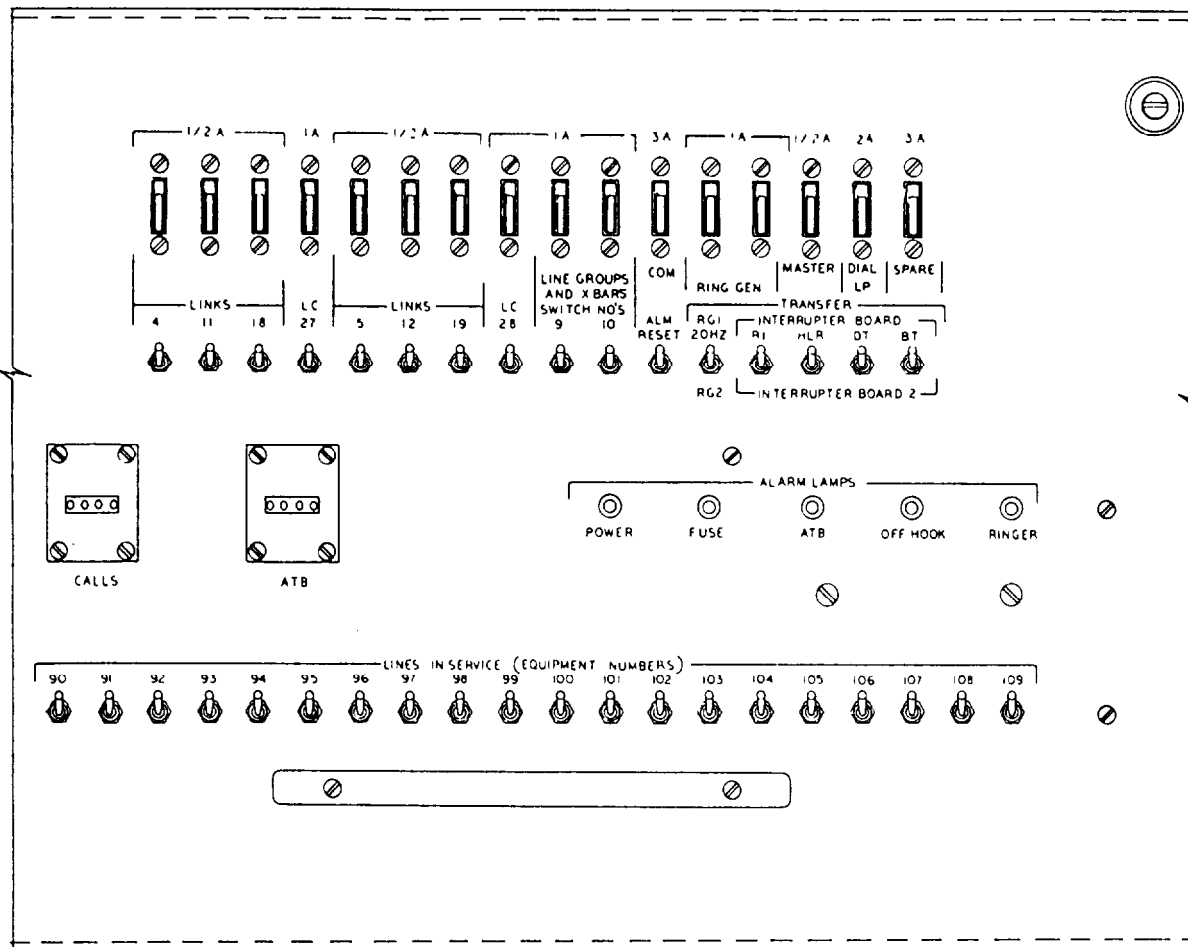 1/2 A 1A 1/2 A 1A 3A 1A 1/2A 2A 3A
LINE GROUPS AND X BARS SWITCH NO'S
COM
RING GEN
MASTER
DIAL LP
SPARE
LINKS LC LINKS LC
4 11 18 27 5 12 19 28 9 10
ALM RESET
TRANSFER
RG1 20HZ
INTERRUPTER BOARD
R1 HLR DT BT
RG2
INTERRUPTER BOARD 2
0000
CALLS
0000
ATB
ALARM LAMPS
POWER FUSE ATB OFF HOOK RINGER
LINES IN SERVICE (EQUIPMENT NUMBERS)
90 91 92 93 94 95 96 97 98 99 100 101 102 103 104 105 106 107 108 109